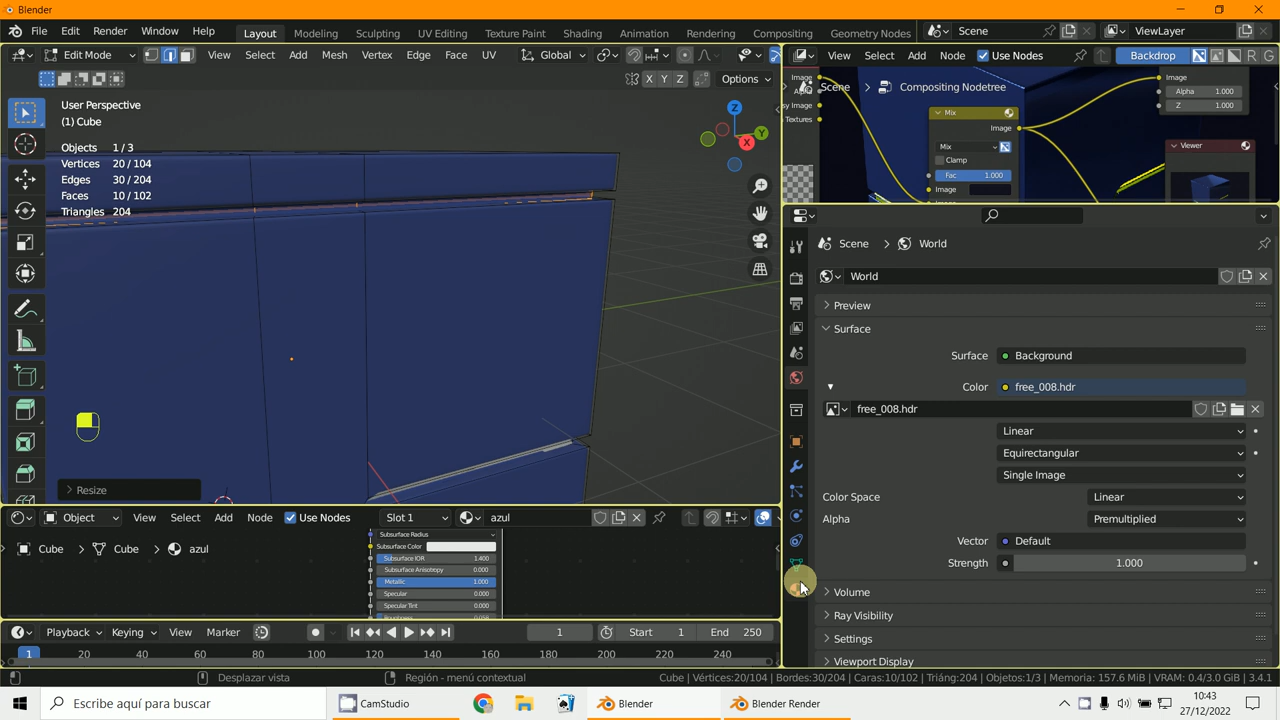 Blender
File Edit Render Window Help
Layout Modeling Sculpting UV Editing Texture Paint Shading Animation Rendering Compositing Geometry Nodes
Scene
ViewLayer
Edit Mode View Select Add Mesh Vertex Edge Face UV Global
X Y Z Options
User Perspective
(1) Cube
Objects 1/3
Vertices 20/104
Edges 30/204
Faces 10/102
Triangles 204
Z
Y
X
Resize
View Select Add Node Use Nodes Backdrop R G
Scene Compositing Nodetree
Image
Textures
Mix
Image
Mix
Clamp
Fac 1.000
Image
Image
Alpha 1.000
Z 1.000
Viewer
Scene World
World
Preview
Surface
Surface Background
Color free_008.hdr
free_008.hdr
Linear
Equirectangular
Single Image
Color Space Linear
Alpha Premultiplied
Vector Default
Strength 1.000
Volume
Ray Visibility
Settings
Viewport Display
Object View Select Add Node Use Nodes Slot 1 azul
Cube Cube azul
Subsurface Radius
Subsurface Color
Subsurface IOR 1.400
Subsurface Anisotropy 0.000
Metallic 1.000
Specular 0.000
Specular Tint 0.000
Playback Keying View Marker 1 Start 1 End 250
1 20 40 60 80 100 120 140 160 180 200 220 240
Desplazar vista Región - menú contextual Cube | Vértices:20/104 | Bordes:30/204 | Caras:10/102 | Triáng:204 | Objetos:1/3 | Memoria: 157.6 MiB | VRAM: 0.4/3.0 GiB | 3.4.1
Escribe aquí para buscar
CamStudio
Blender
Blender Render
10:43
27/12/2022